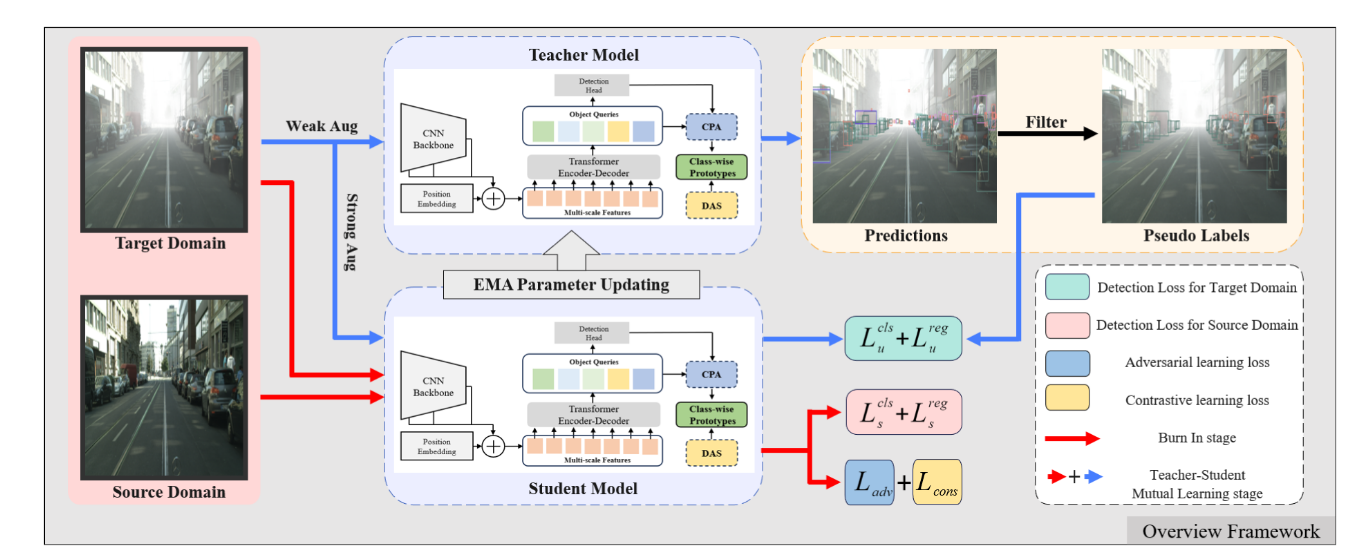 Target Domain
Source Domain
Weak Aug
Strong Aug
Teacher Model
Detection
Head
Object Queries
CNN
Backbone
CPA
Transformer
Encoder-Decoder
Class-wise
Prototypes
Position
Embedding
DAS
Multi-scale Features
EMA Parameter Updating
Detection
Head
Object Queries
CNN
Backbone
CPA
Transformer
Encoder-Decoder
Class-wise
Prototypes
Position
Embedding
DAS
Multi-scale Features
Student Model
Predictions
Filter
Pseudo Labels
L_u^{cls}+L_u^{reg}
L_s^{cls}+L_s^{reg}
L_{adv}+L_{cons}
Detection Loss for Target Domain
Detection Loss for Source Domain
Adversarial learning loss
Contrastive learning loss
Burn In stage
+ Teacher-Student
Mutual Learning stage
Overview Framework